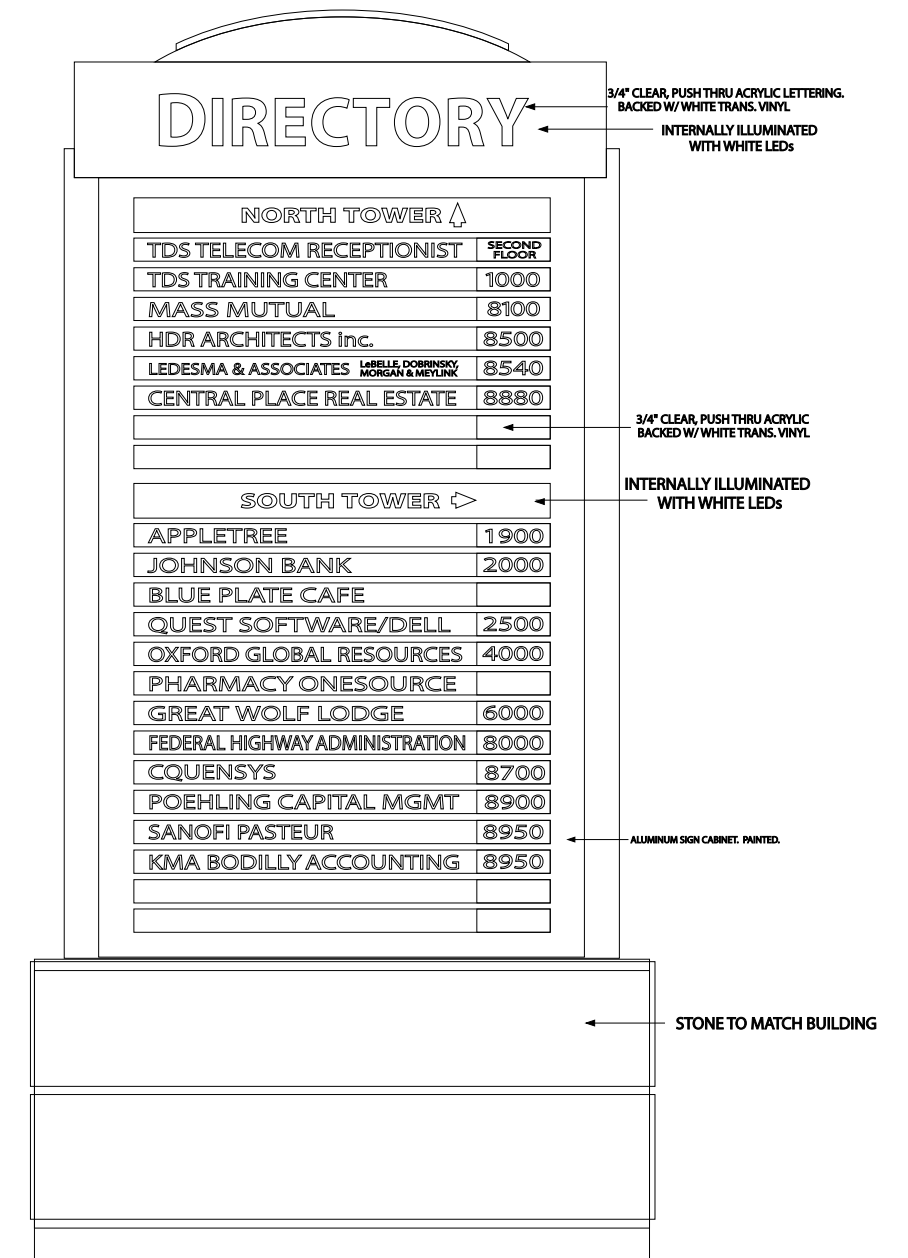 DIRECTORY
3/4" CLEAR, PUSH THRU ACRYLIC LETTERING.
BACKED W/ WHITE TRANS. VINYL
INTERNALLY ILLUMINATED
WITH WHITE LEDs
NORTH TOWER
TDS TELECOM RECEPTIONIST SECOND FLOOR
TDS TRAINING CENTER 1000
MASS MUTUAL 8100
HDR ARCHITECTS inc. 8500
LEDESMA & ASSOCIATES LeBELLE, DOBRINSKY, MORGAN & MEYLINK 8540
CENTRAL PLACE REAL ESTATE 8880
3/4" CLEAR, PUSH THRU ACRYLIC
BACKED W/ WHITE TRANS. VINYL
INTERNALLY ILLUMINATED
WITH WHITE LEDs
SOUTH TOWER
APPLETREE 1900
JOHNSON BANK 2000
BLUE PLATE CAFE
QUEST SOFTWARE/DELL 2500
OXFORD GLOBAL RESOURCES 4000
PHARMACY ONESOURCE
GREAT WOLF LODGE 6000
FEDERAL HIGHWAY ADMINISTRATION 8000
CQUENSYS 8700
POEHLING CAPITAL MGMT 8900
SANOFI PASTEUR 8950
ALUMINUM SIGN CABINET. PAINTED.
KMA BODILLY ACCOUNTING 8950
STONE TO MATCH BUILDING